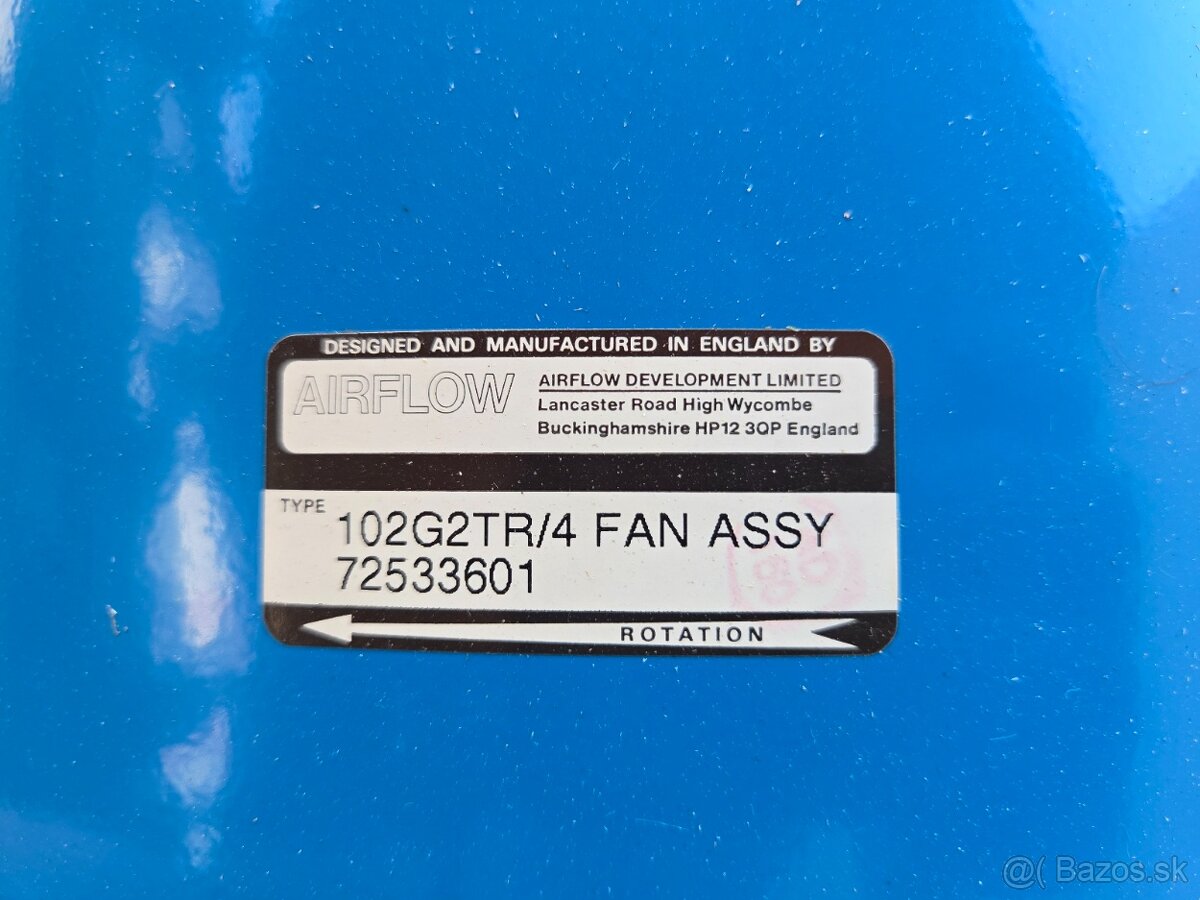 DESIGNED AND MANUFACTURED IN ENGLAND BY
AIRFLOW
AIRFLOW DEVELOPMENT LIMITED
Lancaster Road High Wycombe
Buckinghamshire HP12 3QP England
TYPE
102G2TR/4 FAN ASSY
72533601
ROTATION
@( Bazos.sk